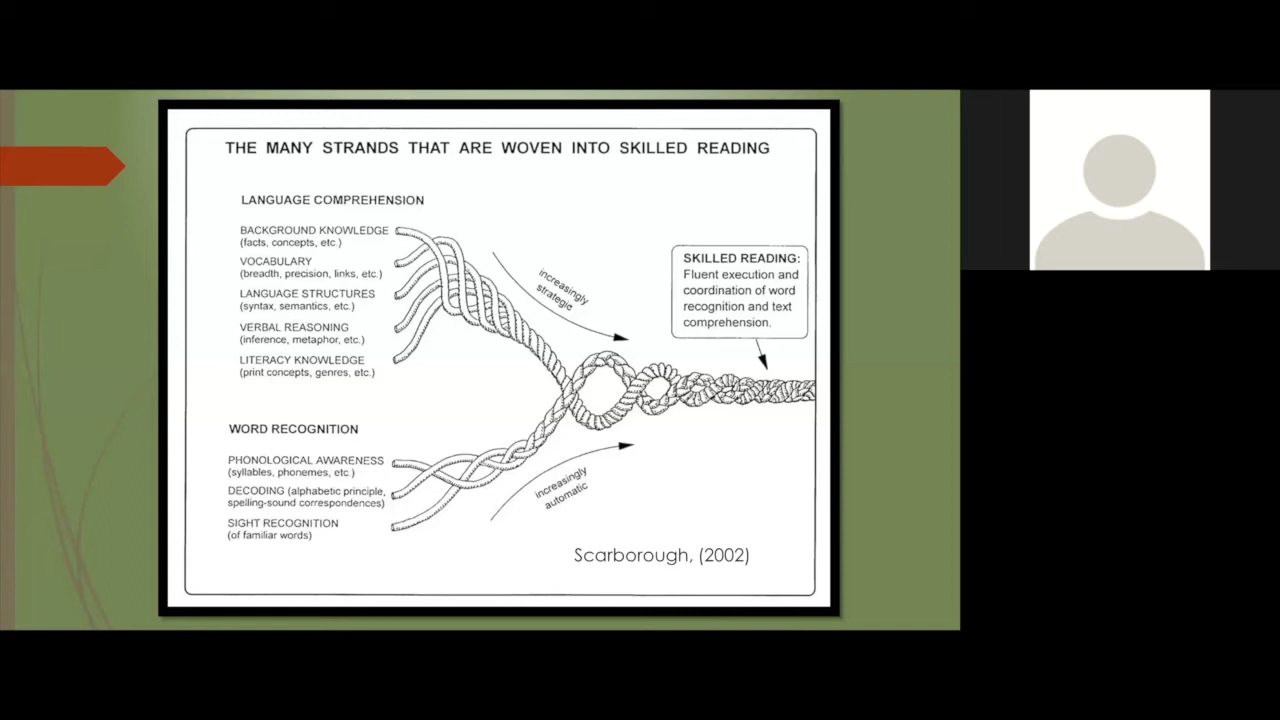 THE MANY STRANDS THAT ARE WOVEN INTO SKILLED READING
LANGUAGE COMPREHENSION
BACKGROUND KNOWLEDGE
(facts, concepts, etc.)
VOCABULARY
(breadth, precision, links, etc.)
LANGUAGE STRUCTURES
(syntax, semantics, etc.)
VERBAL REASONING
(inference, metaphor, etc.)
LITERACY KNOWLEDGE
(print concepts, genres, etc.)
increasingly
strategic
SKILLED READING:
Fluent execution and
coordination of word
recognition and text
comprehension.
WORD RECOGNITION
PHONOLOGICAL AWARENESS
(syllables, phonemes, etc.)
DECODING (alphabetic principle,
spelling-sound correspondences)
SIGHT RECOGNITION
(of familiar words)
increasingly
automatic
Scarborough, (2002)